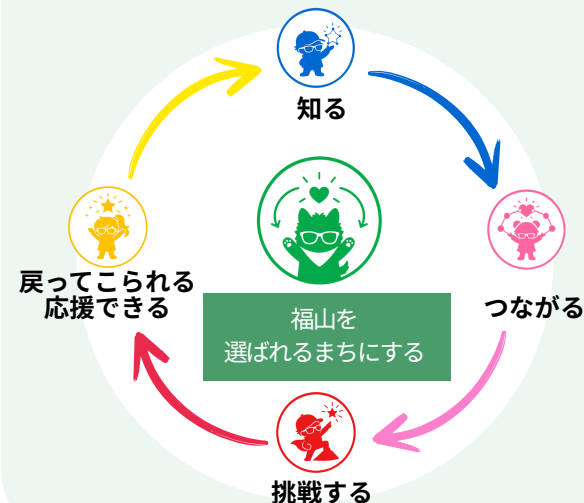 知る
つながる
挑戦する
戻ってこられる
応援できる
福山を
選ばれるまちにする